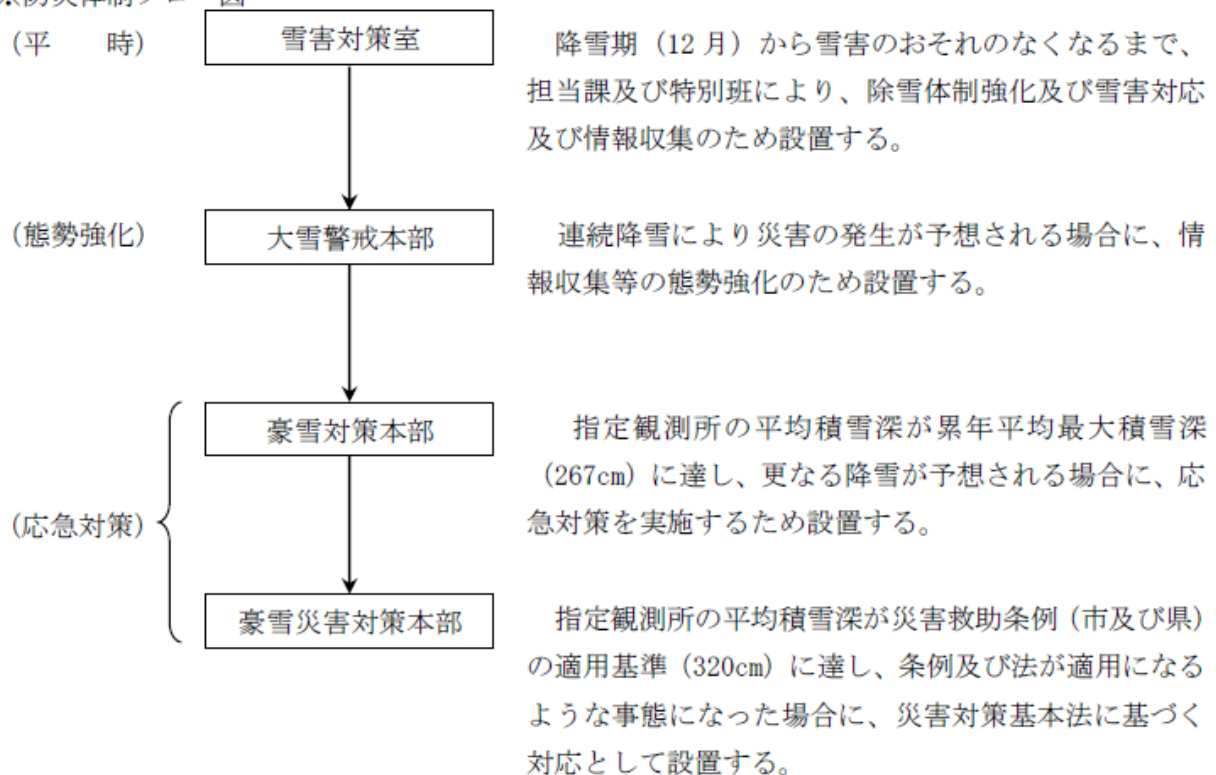 (平　　時)
雪害対策室
降雪期（12 月）から雪害のおそれのなくなるまで、
担当課及び特別班により、除雪体制強化及び雪害対応
及び情報収集のため設置する。
(態勢強化)
大雪警戒本部
連続降雪により災害の発生が予想される場合に、情
報収集等の態勢強化のため設置する。
豪雪対策本部
指定観測所の平均積雪深が累年平均最大積雪深
（267cm）に達し、更なる降雪が予想される場合に、応
急対策を実施するため設置する。
(応急対策)
豪雪災害対策本部
指定観測所の平均積雪深が災害救助条例（市及び県）
の適用基準（320cm）に達し、条例及び法が適用になる
ような事態になった場合に、災害対策基本法に基づく
対応として設置する。